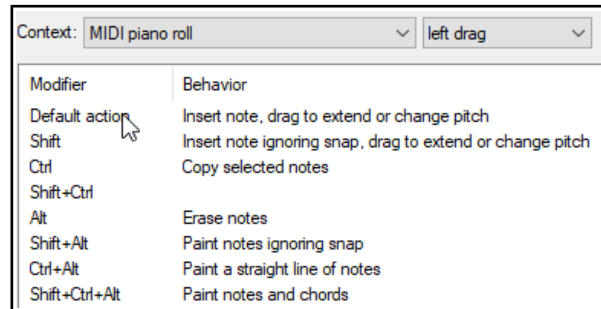 Context: MIDI piano roll left drag
Modifier Behavior
Default action Insert note, drag to extend or change pitch
Shift Insert note ignoring snap, drag to extend or change pitch
Ctrl Copy selected notes
Shift+Ctrl
Alt Erase notes
Shift+Alt Paint notes ignoring snap
Ctrl+Alt Paint a straight line of notes
Shift+Ctrl+Alt Paint notes and chords